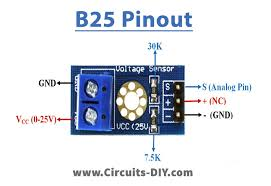 B25 Pinout
30K
GND
Voltage Sensor
S
S (Analog Pin)
+
+ (NC)
-
- (GND)
VCC (0-25V)
VCC (25V
7.5K
www.Circuits-DIY.com